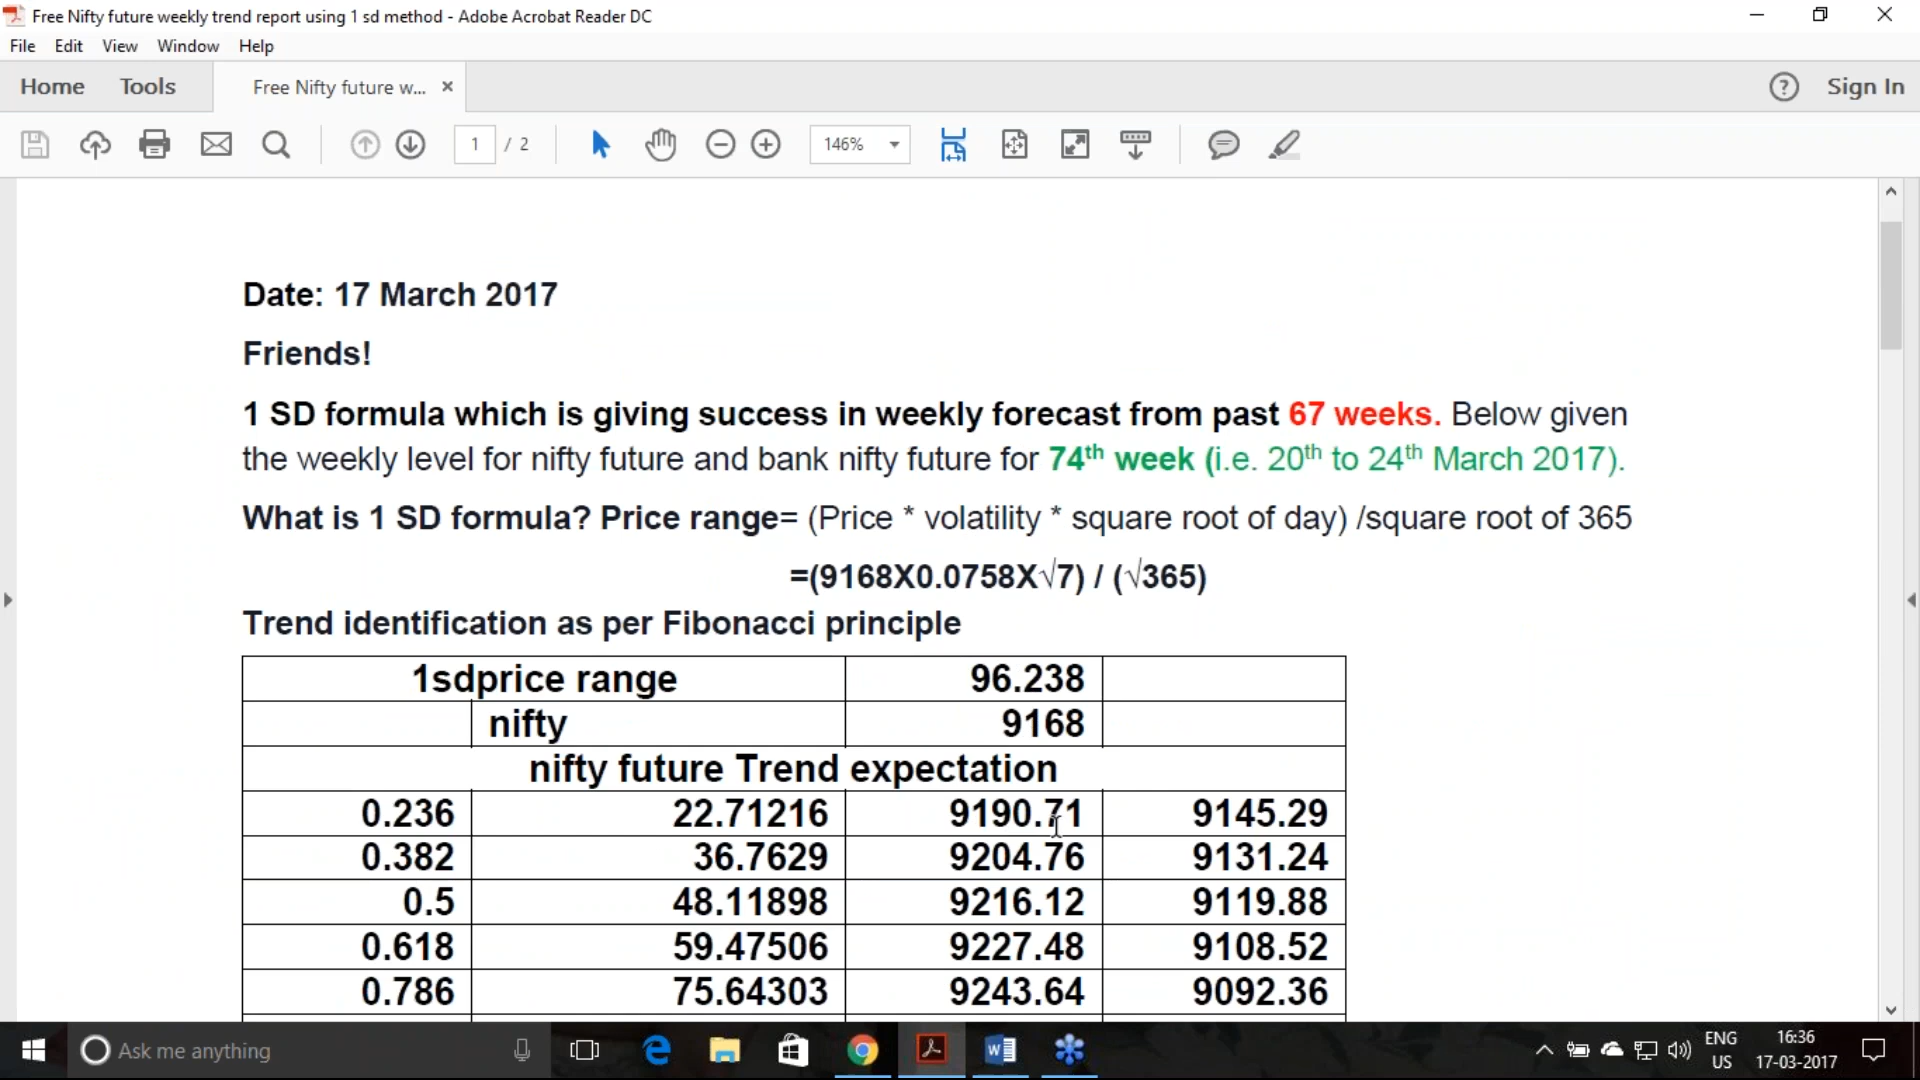 Free Nifty future weekly trend report using 1 sd method - Adobe Acrobat Reader DC
File Edit View Window Help
Home Tools Free Nifty future w... × ? Sign In
1 / 2 146%
Date: 17 March 2017
Friends!
1 SD formula which is giving success in weekly forecast from past 67 weeks. Below given
the weekly level for nifty future and bank nifty future for 74th week (i.e. 20th to 24th March 2017).
What is 1 SD formula? Price range= (Price * volatility * square root of day) /square root of 365
=(9168X0.0758X√7) / (√365)
Trend identification as per Fibonacci principle
1sdprice range 96.238
nifty 9168
nifty future Trend expectation
0.236 22.71216 9190.71 9145.29
0.382 36.7629 9204.76 9131.24
0.5 48.11898 9216.12 9119.88
0.618 59.47506 9227.48 9108.52
0.786 75.64303 9243.64 9092.36
Ask me anything
ENG 16:36
US 17-03-2017